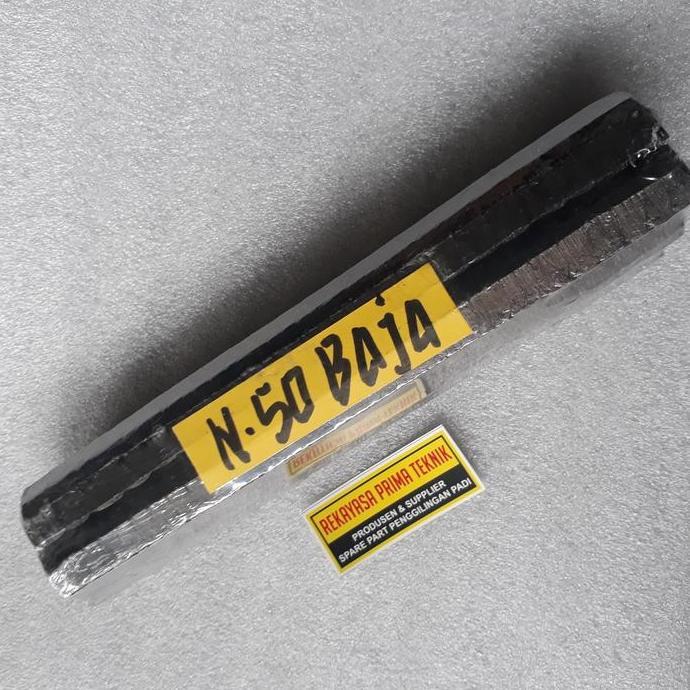 N.50 Baja
REKAYASA PRIMA TEKNIK
PRODUSEN & SUPPLIER
SPARE PART PENGGILINGAN PADI